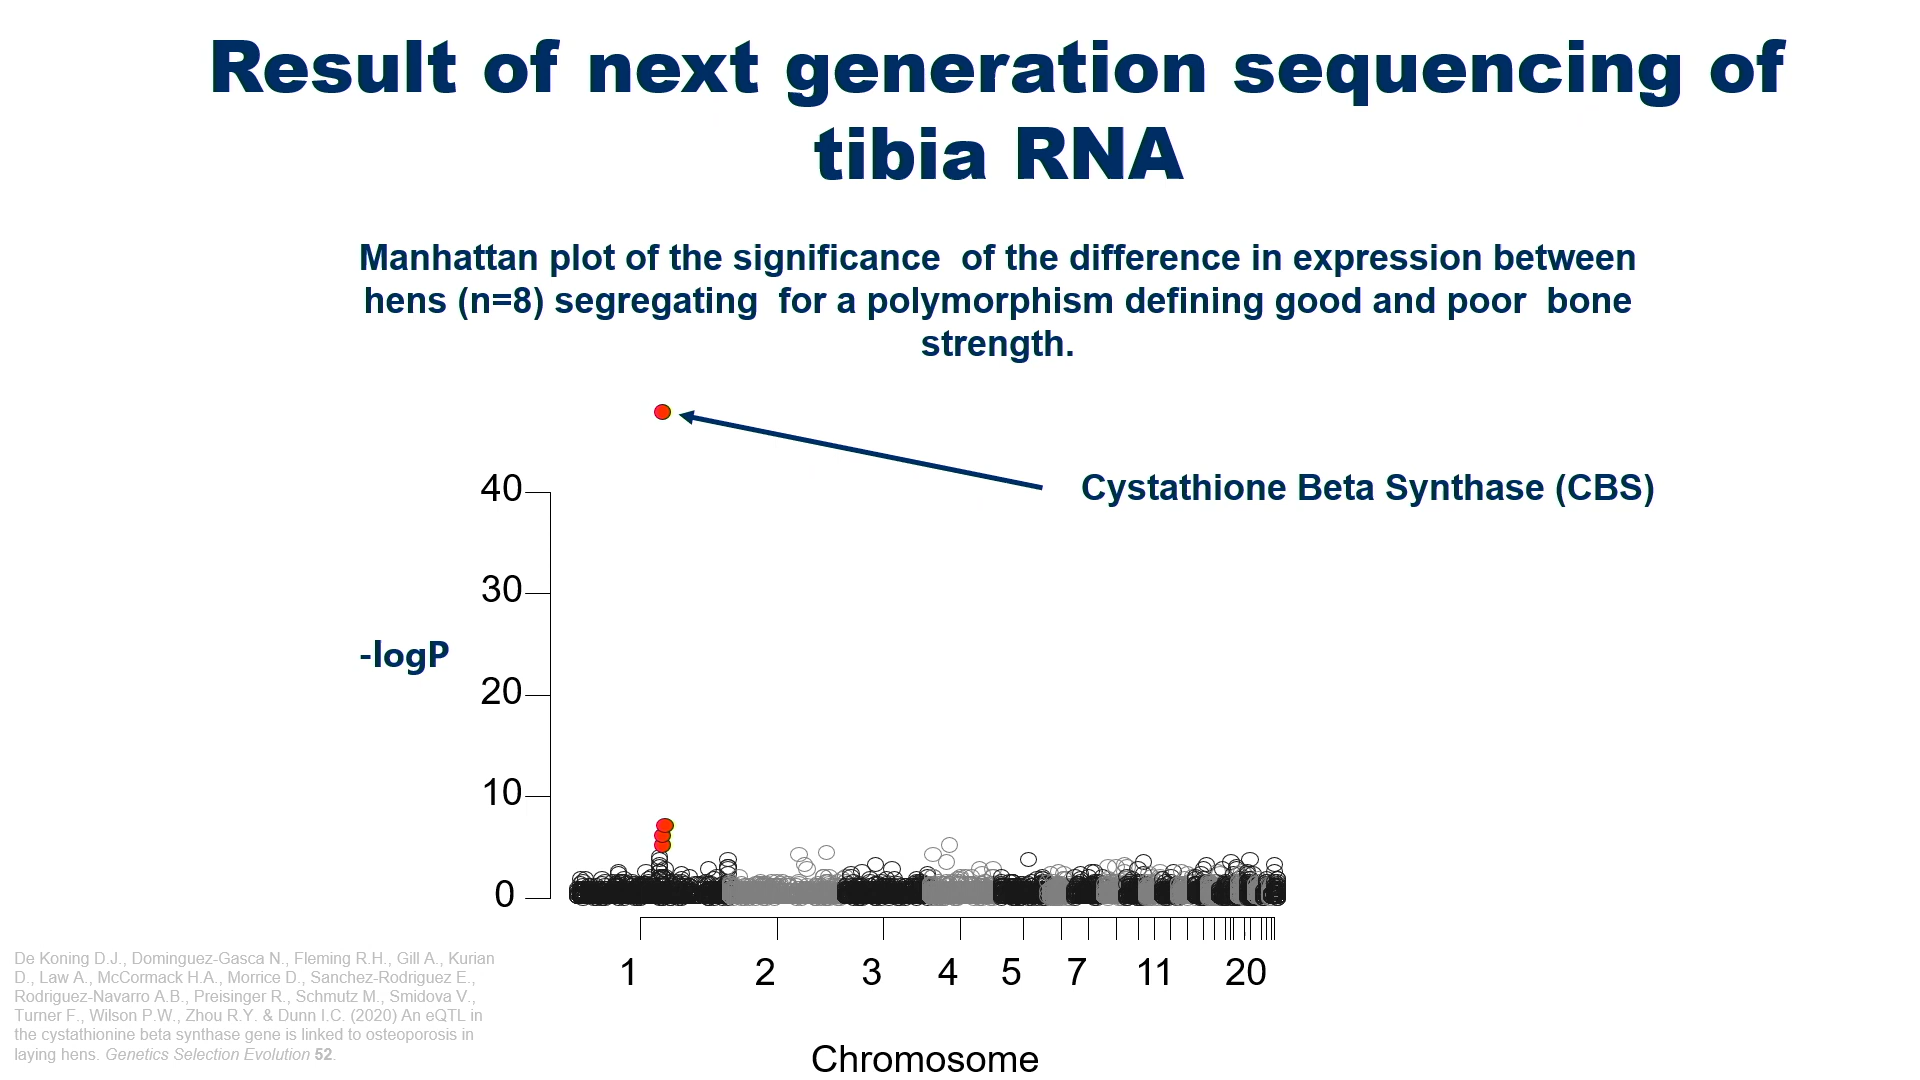 Result of next generation sequencing of
tibia RNA
Manhattan plot of the significance  of the difference in expression between
hens (n=8) segregating  for a polymorphism defining good and poor  bone
strength.
Cystathione Beta Synthase (CBS)
40
30
-logP
20
10
0
1 2 3 4 5 7 11 20
Chromosome
De Koning D.J., Dominguez-Gasca N., Fleming R.H., Gill A., Kurian
D., Law A., McCormack H.A., Morrice D., Sanchez-Rodriguez E.,
Rodriguez-Navarro A.B., Preisinger R., Schmutz M., Smidova V.,
Turner F., Wilson P.W., Zhou R.Y. & Dunn I.C. (2020) An eQTL in
the cystathionine beta synthase gene is linked to osteoporosis in
laying hens. Genetics Selection Evolution 52.